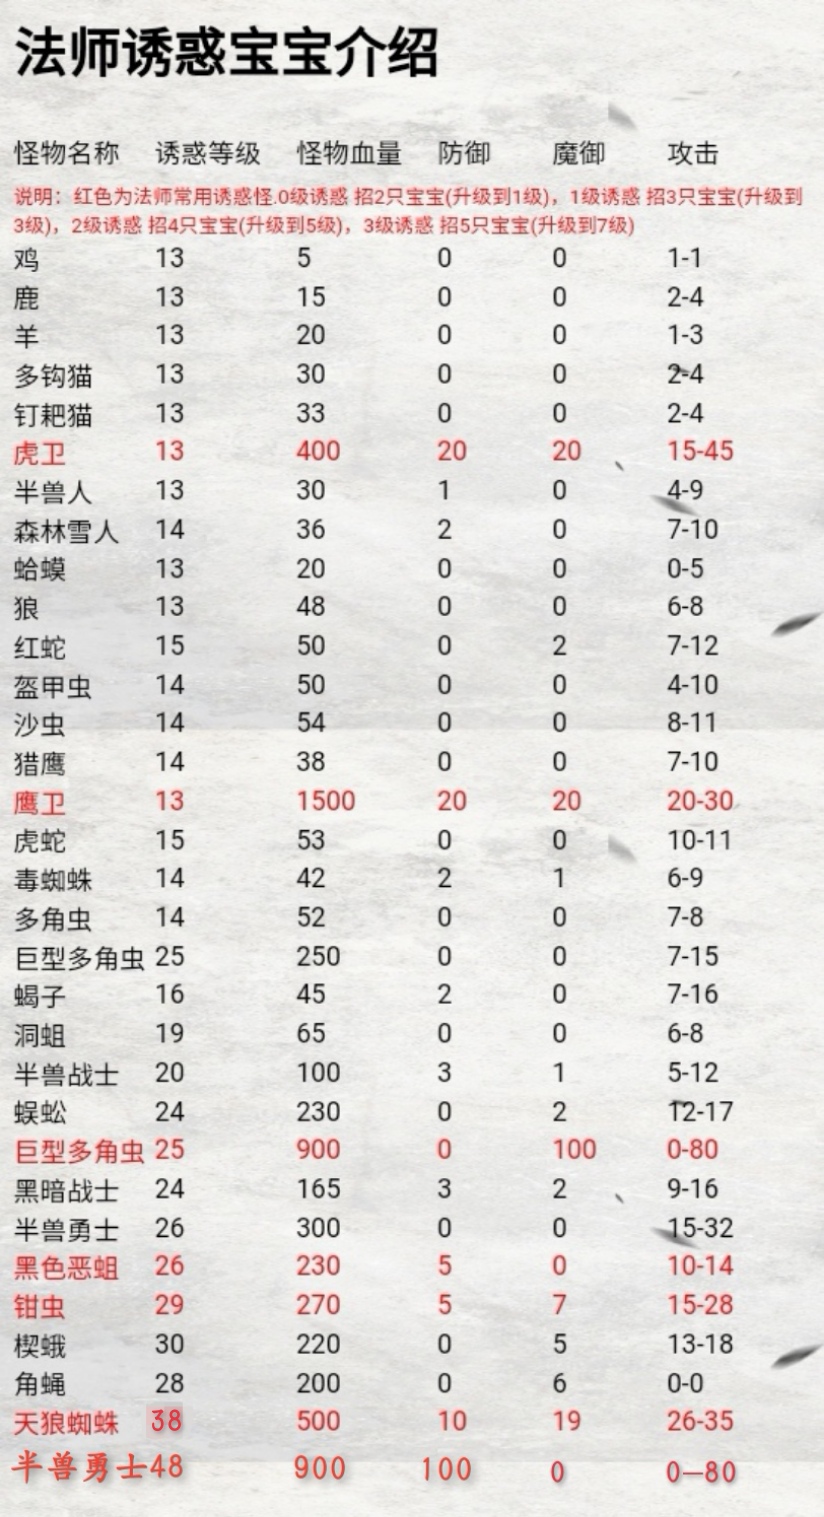 法师诱惑宝宝介绍
怪物名称 诱惑等级 怪物血量 防御 魔御 攻击
说明：红色为法师常用诱惑怪.0级诱惑 招2只宝宝(升级到1级)，1级诱惑 招3只宝宝(升级到
3级)，2级诱惑 招4只宝宝(升级到5级)，3级诱惑 招5只宝宝(升级到7级)
鸡 13 5 0 0 1-1
鹿 13 15 0 0 2-4
羊 13 20 0 0 1-3
多钩猫 13 30 0 0 2-4
钉耙猫 13 33 0 0 2-4
虎卫 13 400 20 20 15-45
半兽人 13 30 1 0 4-9
森林雪人 14 36 2 0 7-10
蛤蟆 13 20 0 0 0-5
狼 13 48 0 0 6-8
红蛇 15 50 0 2 7-12
盔甲虫 14 50 0 0 4-10
沙虫 14 54 0 0 8-11
猎鹰 14 38 0 0 7-10
鹰卫 13 1500 20 20 20-30
虎蛇 15 53 0 0 10-11
毒蜘蛛 14 42 2 1 6-9
多角虫 14 52 0 0 7-8
巨型多角虫 25 250 0 0 7-15
蝎子 16 45 2 0 7-16
洞蛆 19 65 0 0 6-8
半兽战士 20 100 3 1 5-12
蜈蚣 24 230 0 2 12-17
巨型多角虫 25 900 0 100 0-80
黑暗战士 24 165 3 2 9-16
半兽勇士 26 300 0 0 15-32
黑色恶蛆 26 230 5 0 10-14
钳虫 29 270 5 7 15-28
楔蛾 30 220 0 5 13-18
角蝇 28 200 0 6 0-0
天狼蜘蛛 38 500 10 19 26-35
半兽勇士48 900 100 0 0—80